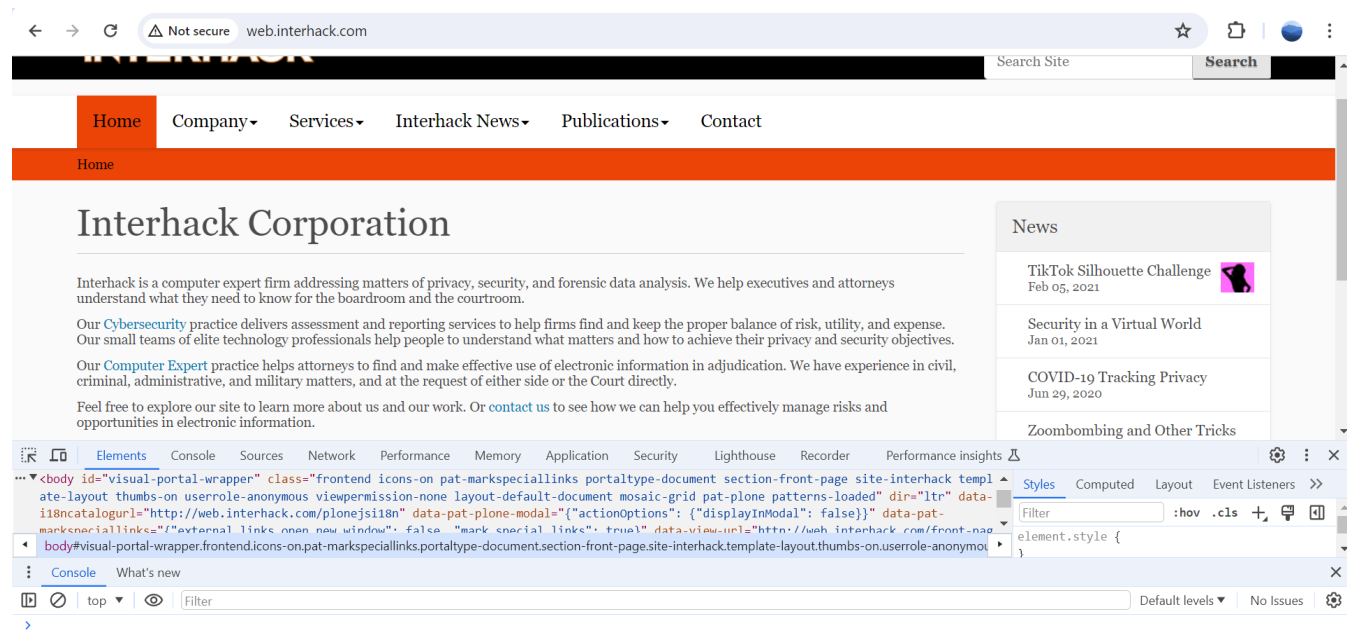 Not secure web.interhack.com
INTERHACK
Search Site Search
Home Company Services Interhack News Publications Contact
Home
Interhack Corporation
Interhack is a computer expert firm addressing matters of privacy, security, and forensic data analysis. We help executives and attorneys
understand what they need to know for the boardroom and the courtroom.
Our Cybersecurity practice delivers assessment and reporting services to help firms find and keep the proper balance of risk, utility, and expense.
Our small teams of elite technology professionals help people to understand what matters and how to achieve their privacy and security objectives.
Our Computer Expert practice helps attorneys to find and make effective use of electronic information in adjudication. We have experience in civil,
criminal, administrative, and military matters, and at the request of either side or the Court directly.
Feel free to explore our site to learn more about us and our work. Or contact us to see how we can help you effectively manage risks and
opportunities in electronic information.
News
TikTok Silhouette Challenge
Feb 05, 2021
Security in a Virtual World
Jan 01, 2021
COVID-19 Tracking Privacy
Jun 29, 2020
Zoombombing and Other Tricks
Elements Console Sources Network Performance Memory Application Security Lighthouse Recorder Performance insights
<body id="visual-portal-wrapper" class="frontend icons-on pat-markspeciallinks portaltype-document section-front-page site-interhack templ
ate-layout thumbs-on userrole-anonymous viewpermission-none layout-default-document mosaic-grid pat-plone patterns-loaded" dir="ltr" data-
i18ncatalogurl="http://web.interhack.com/plonejsi18n" data-pat-plone-modal="{"actionOptions": {"displayInModal": false}}" data-pat-
markspeciallinks="{"external_links_open_new_window": false, "mark_special_links": true}" data-view-url="http://web.interhack.com/front-pag
body#visual-portal-wrapper.frontend.icons-on.pat-markspeciallinks.portaltype-document.section-front-page.site-interhack.template-layout.thumbs-on.userrole-anonymou
Styles Computed Layout Event Listeners
Filter :hov .cls
element.style {
}
Console What's new
top Filter Default levels No Issues